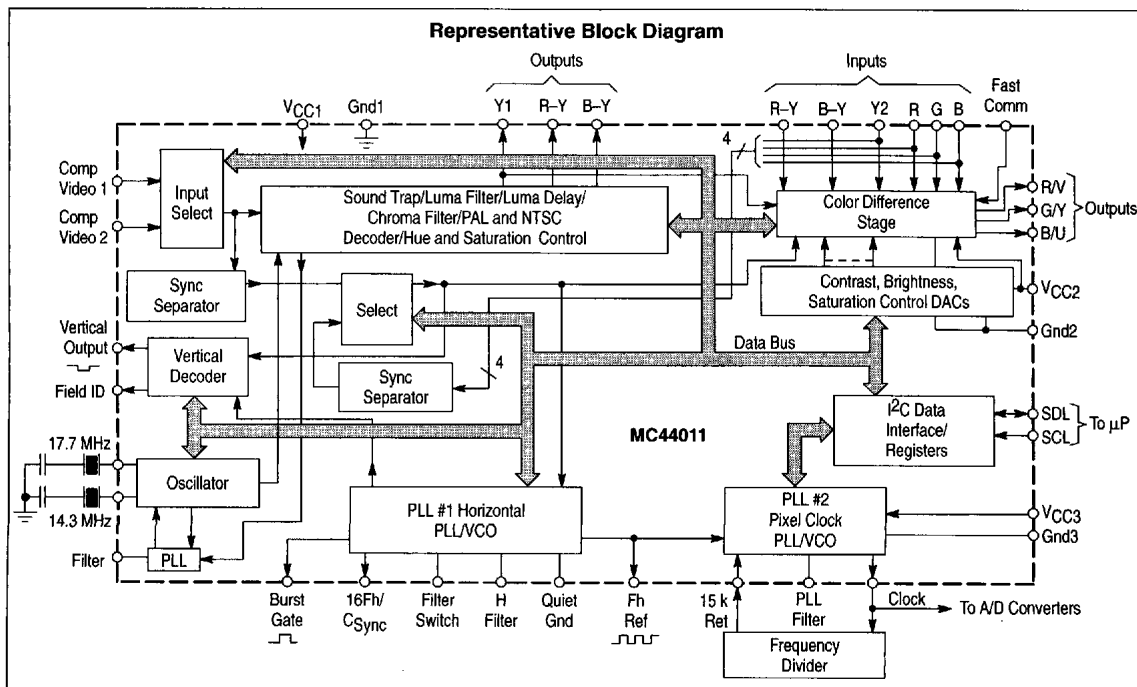 Representative Block Diagram
Outputs
Inputs
VCC1
Gnd1
Y1
R–Y
B–Y
R–Y
B–Y
Y2
R
G
B
Fast
Comm
4
Comp
Video 1
Comp
Video 2
Input
Select
Sound Trap/Luma Filter/Luma Delay/
Chroma Filter/PAL and NTSC
Decoder/Hue and Saturation Control
Color Difference
Stage
R/V
G/Y
B/U
Outputs
Sync
Separator
Select
Contrast, Brightness,
Saturation Control DACs
VCC2
Gnd2
Vertical
Output
Vertical
Decoder
Field ID
Sync
Separator
4
Data Bus
I2C Data
Interface/
Registers
SDL
SCL
To µP
MC44011
17.7 MHz
Oscillator
14.3 MHz
Filter
PLL
PLL #1 Horizontal
PLL/VCO
PLL #2
Pixel Clock
PLL/VCO
VCC3
Gnd3
Burst
Gate
16Fh/
CSync
Filter
Switch
H
Filter
Quiet
Gnd
Fh
Ref
15 k
Ret
PLL
Filter
Clock
To A/D Converters
Frequency
Divider